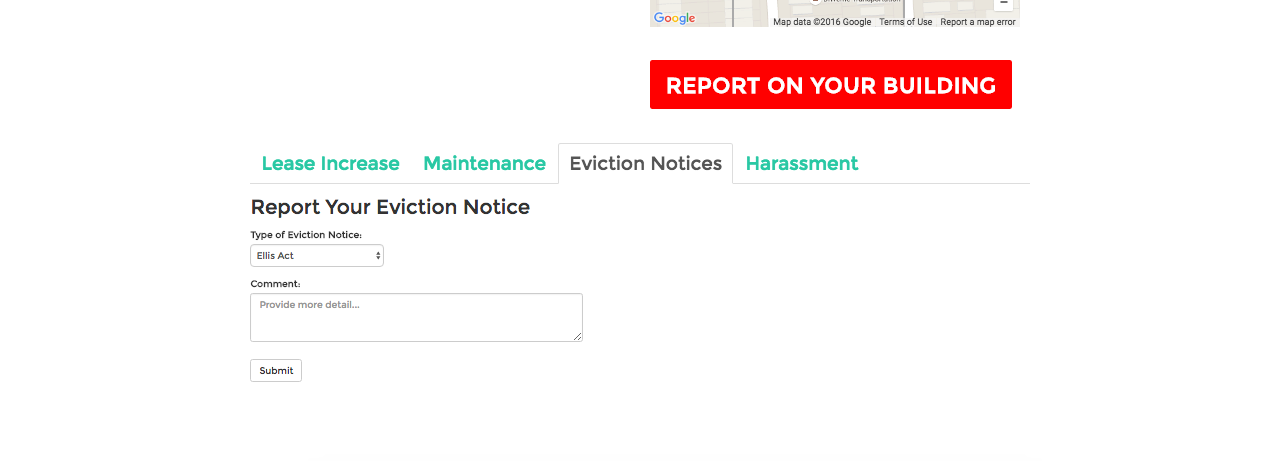 Google
Map data ©2016 Google Terms of Use Report a map error
REPORT ON YOUR BUILDING
Lease Increase Maintenance Eviction Notices Harassment
Report Your Eviction Notice
Type of Eviction Notice:
Ellis Act
Comment:
Provide more detail...
Submit